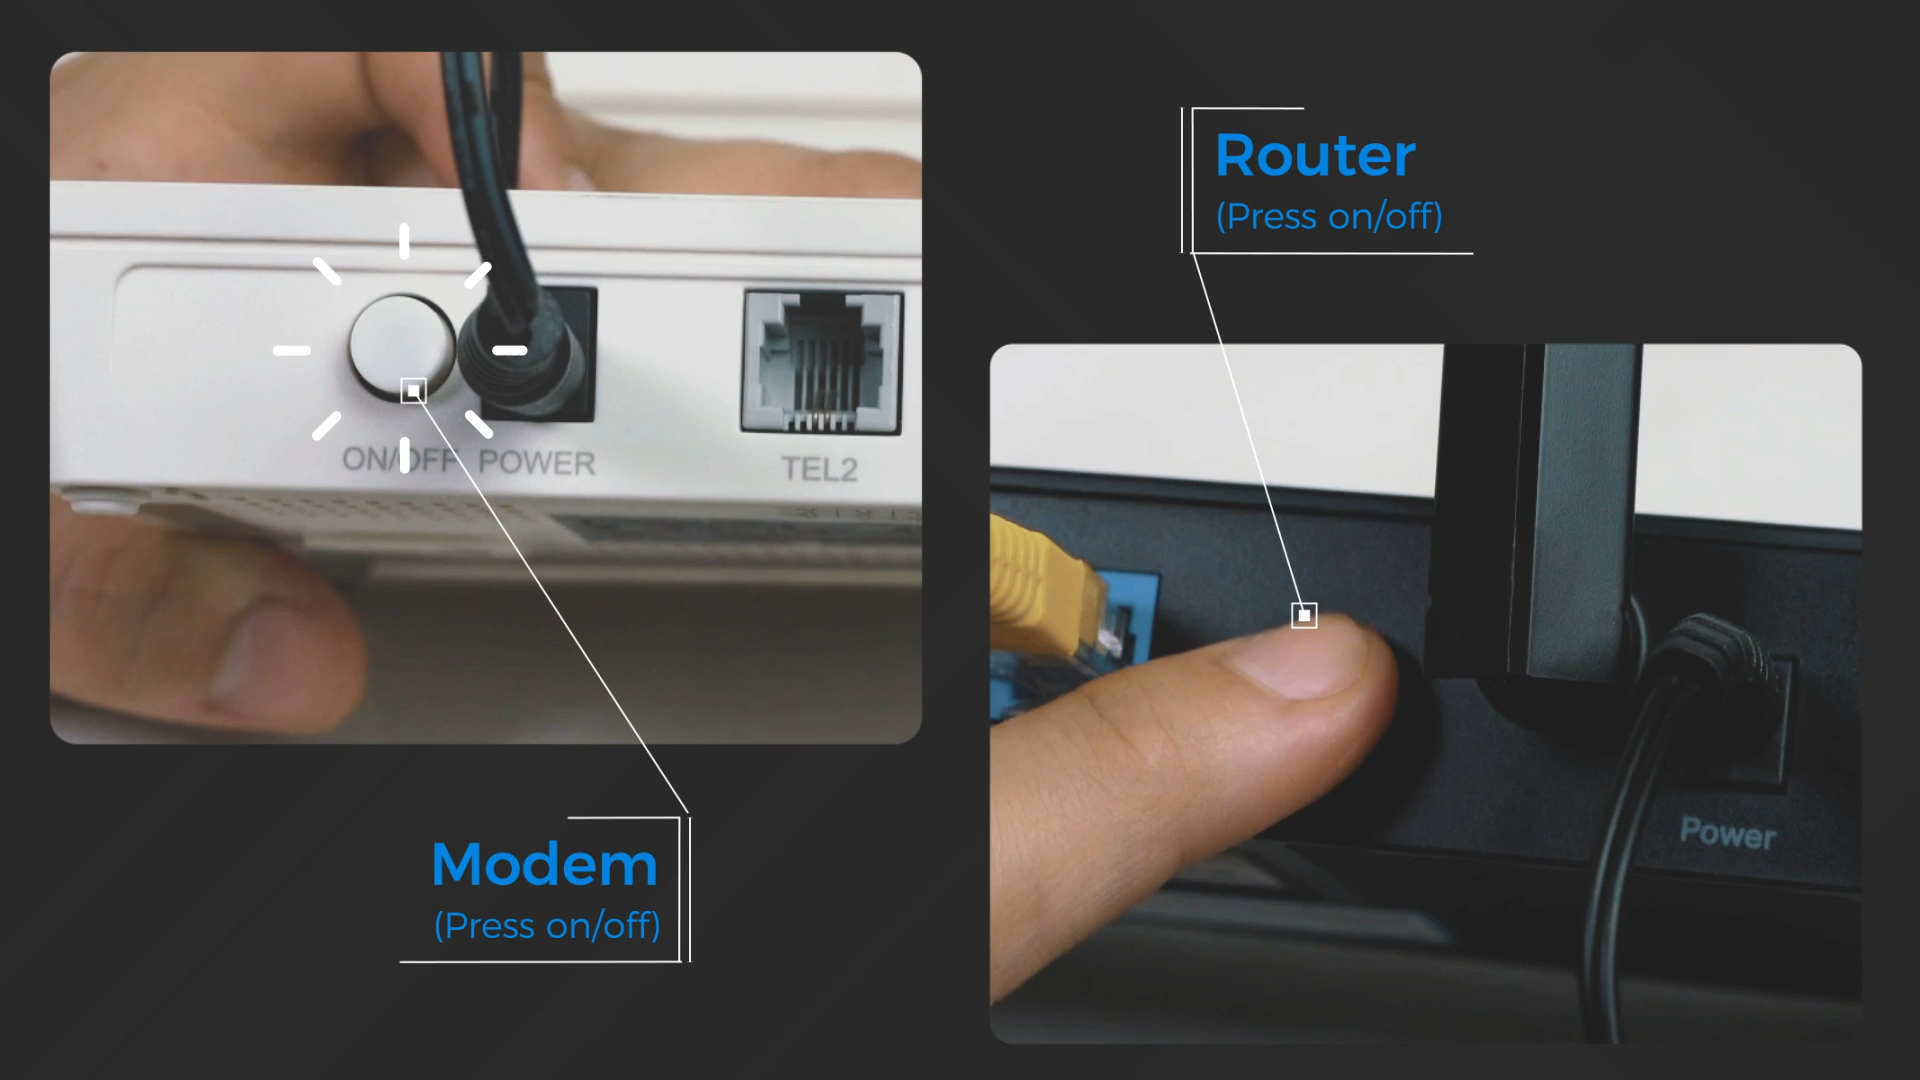 Router
(Press on/off)
ON/OFF POWER
TEL2
Power
Modem
(Press on/off)